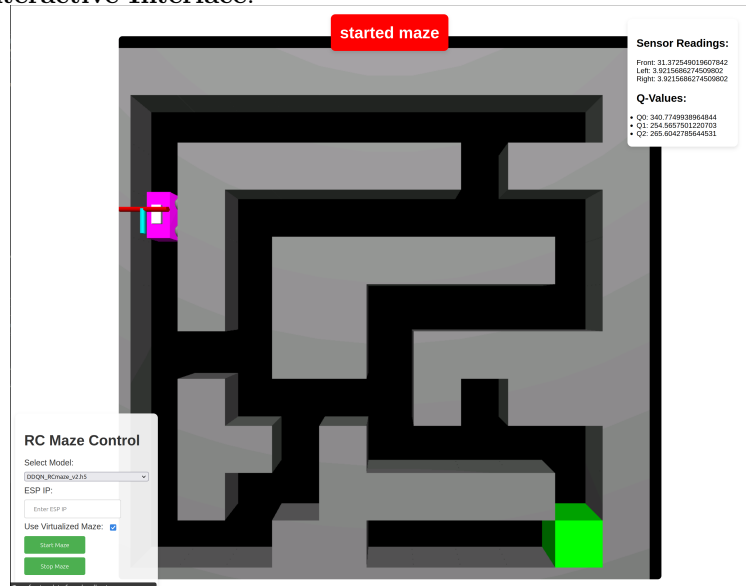 started maze
Sensor Readings:
Front: 31.372549019607842
Left: 3.9215686274509802
Right: 3.9215686274509802
Q-Values:
Q0: 340.7749938964844
Q1: 254.5657501220703
Q2: 265.6042785644531
RC Maze Control
Select Model:
DDQN_RCmaze_v2.h5
ESP IP:
Enter ESP IP
Use Virtualized Maze:
Start Maze
Stop Maze